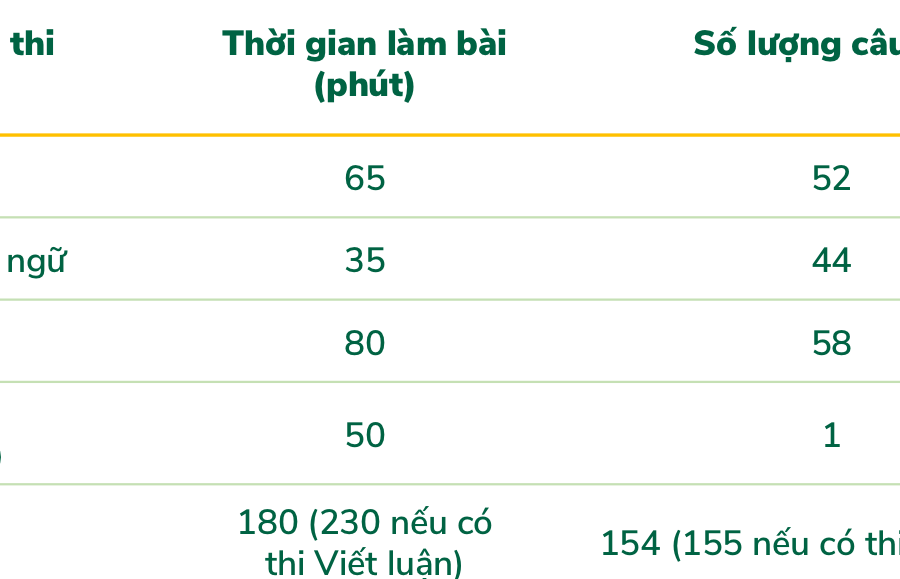 thi Thời gian làm bài Số lượng câu
(phút)
65 52
ngữ 35 44
80 58
50 1
)
180 (230 nếu có
thi Viết luận) 154 (155 nếu có thi